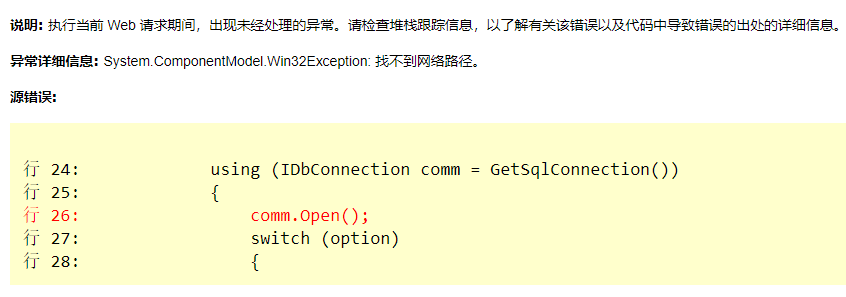 说明: 执行当前 Web 请求期间，出现未经处理的异常。请检查堆栈跟踪信息，以了解有关该错误以及代码中导致错误的出处的详细信息。
异常详细信息: System.ComponentModel.Win32Exception: 找不到网络路径。
源错误:
行 24:             using (IDbConnection comm = GetSqlConnection())
行 25:             {
行 26:                 comm.Open();
行 27:                 switch (option)
行 28:                 {